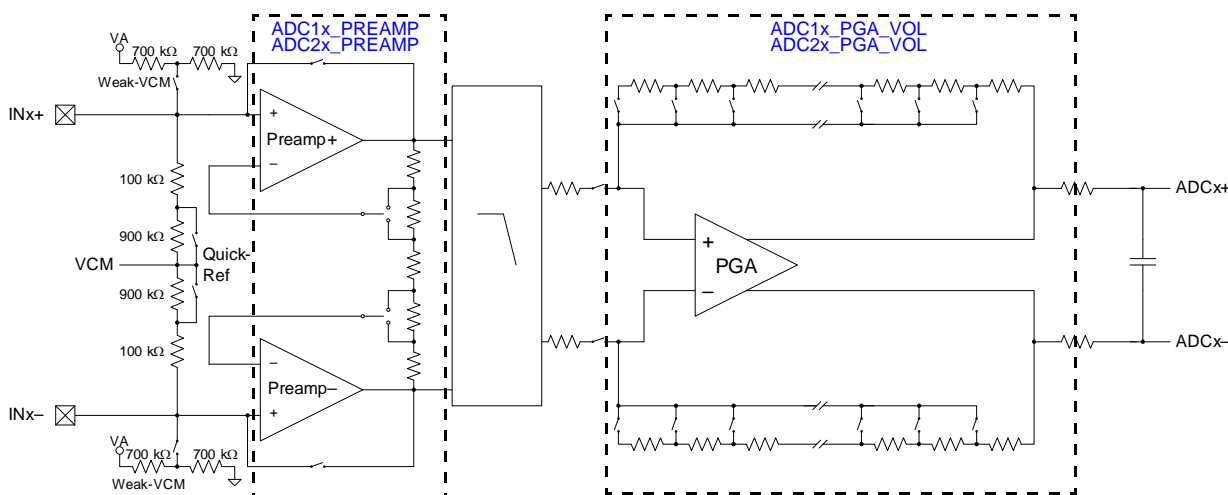 ADC1x_PREAMP
ADC2x_PREAMP
ADC1x_PGA_VOL
ADC2x_PGA_VOL
VA
700 kΩ
700 kΩ
Weak-VCM
INx+
+
Preamp+
−
100 kΩ
900 kΩ
Quick-
Ref
VCM
900 kΩ
100 kΩ
−
Preamp−
+
INx−
VA
700 kΩ
700 kΩ
Weak-VCM
+
PGA
−
ADCx+
ADCx−